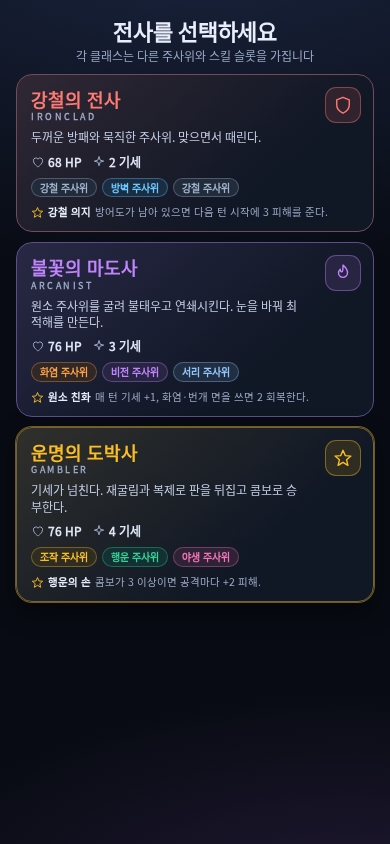 전사를 선택하세요
각 클래스는 다른 주사위와 스킬 슬롯을 가집니다
강철의 전사
IRONCLAD
두꺼운 방패와 묵직한 주사위. 맞으면서 때린다.
68 HP 2 기세
강철 주사위 방벽 주사위 강철 주사위
강철 의지 방어도가 남아 있으면 다음 턴 시작에 3 피해를 준다.
불꽃의 마도사
ARCANIST
원소 주사위를 굴려 불태우고 연쇄시킨다. 눈을 바꿔 최
적해를 만든다.
76 HP 3 기세
화염 주사위 비전 주사위 서리 주사위
원소 친화 매 턴 기세 +1, 화염·번개 면을 쓰면 2 회복한다.
운명의 도박사
GAMBLER
기세가 넘친다. 재굴림과 복제로 판을 뒤집고 콤보로 승
부한다.
76 HP 4 기세
조작 주사위 행운 주사위 야생 주사위
행운의 손 콤보가 3 이상이면 공격마다 +2 피해.